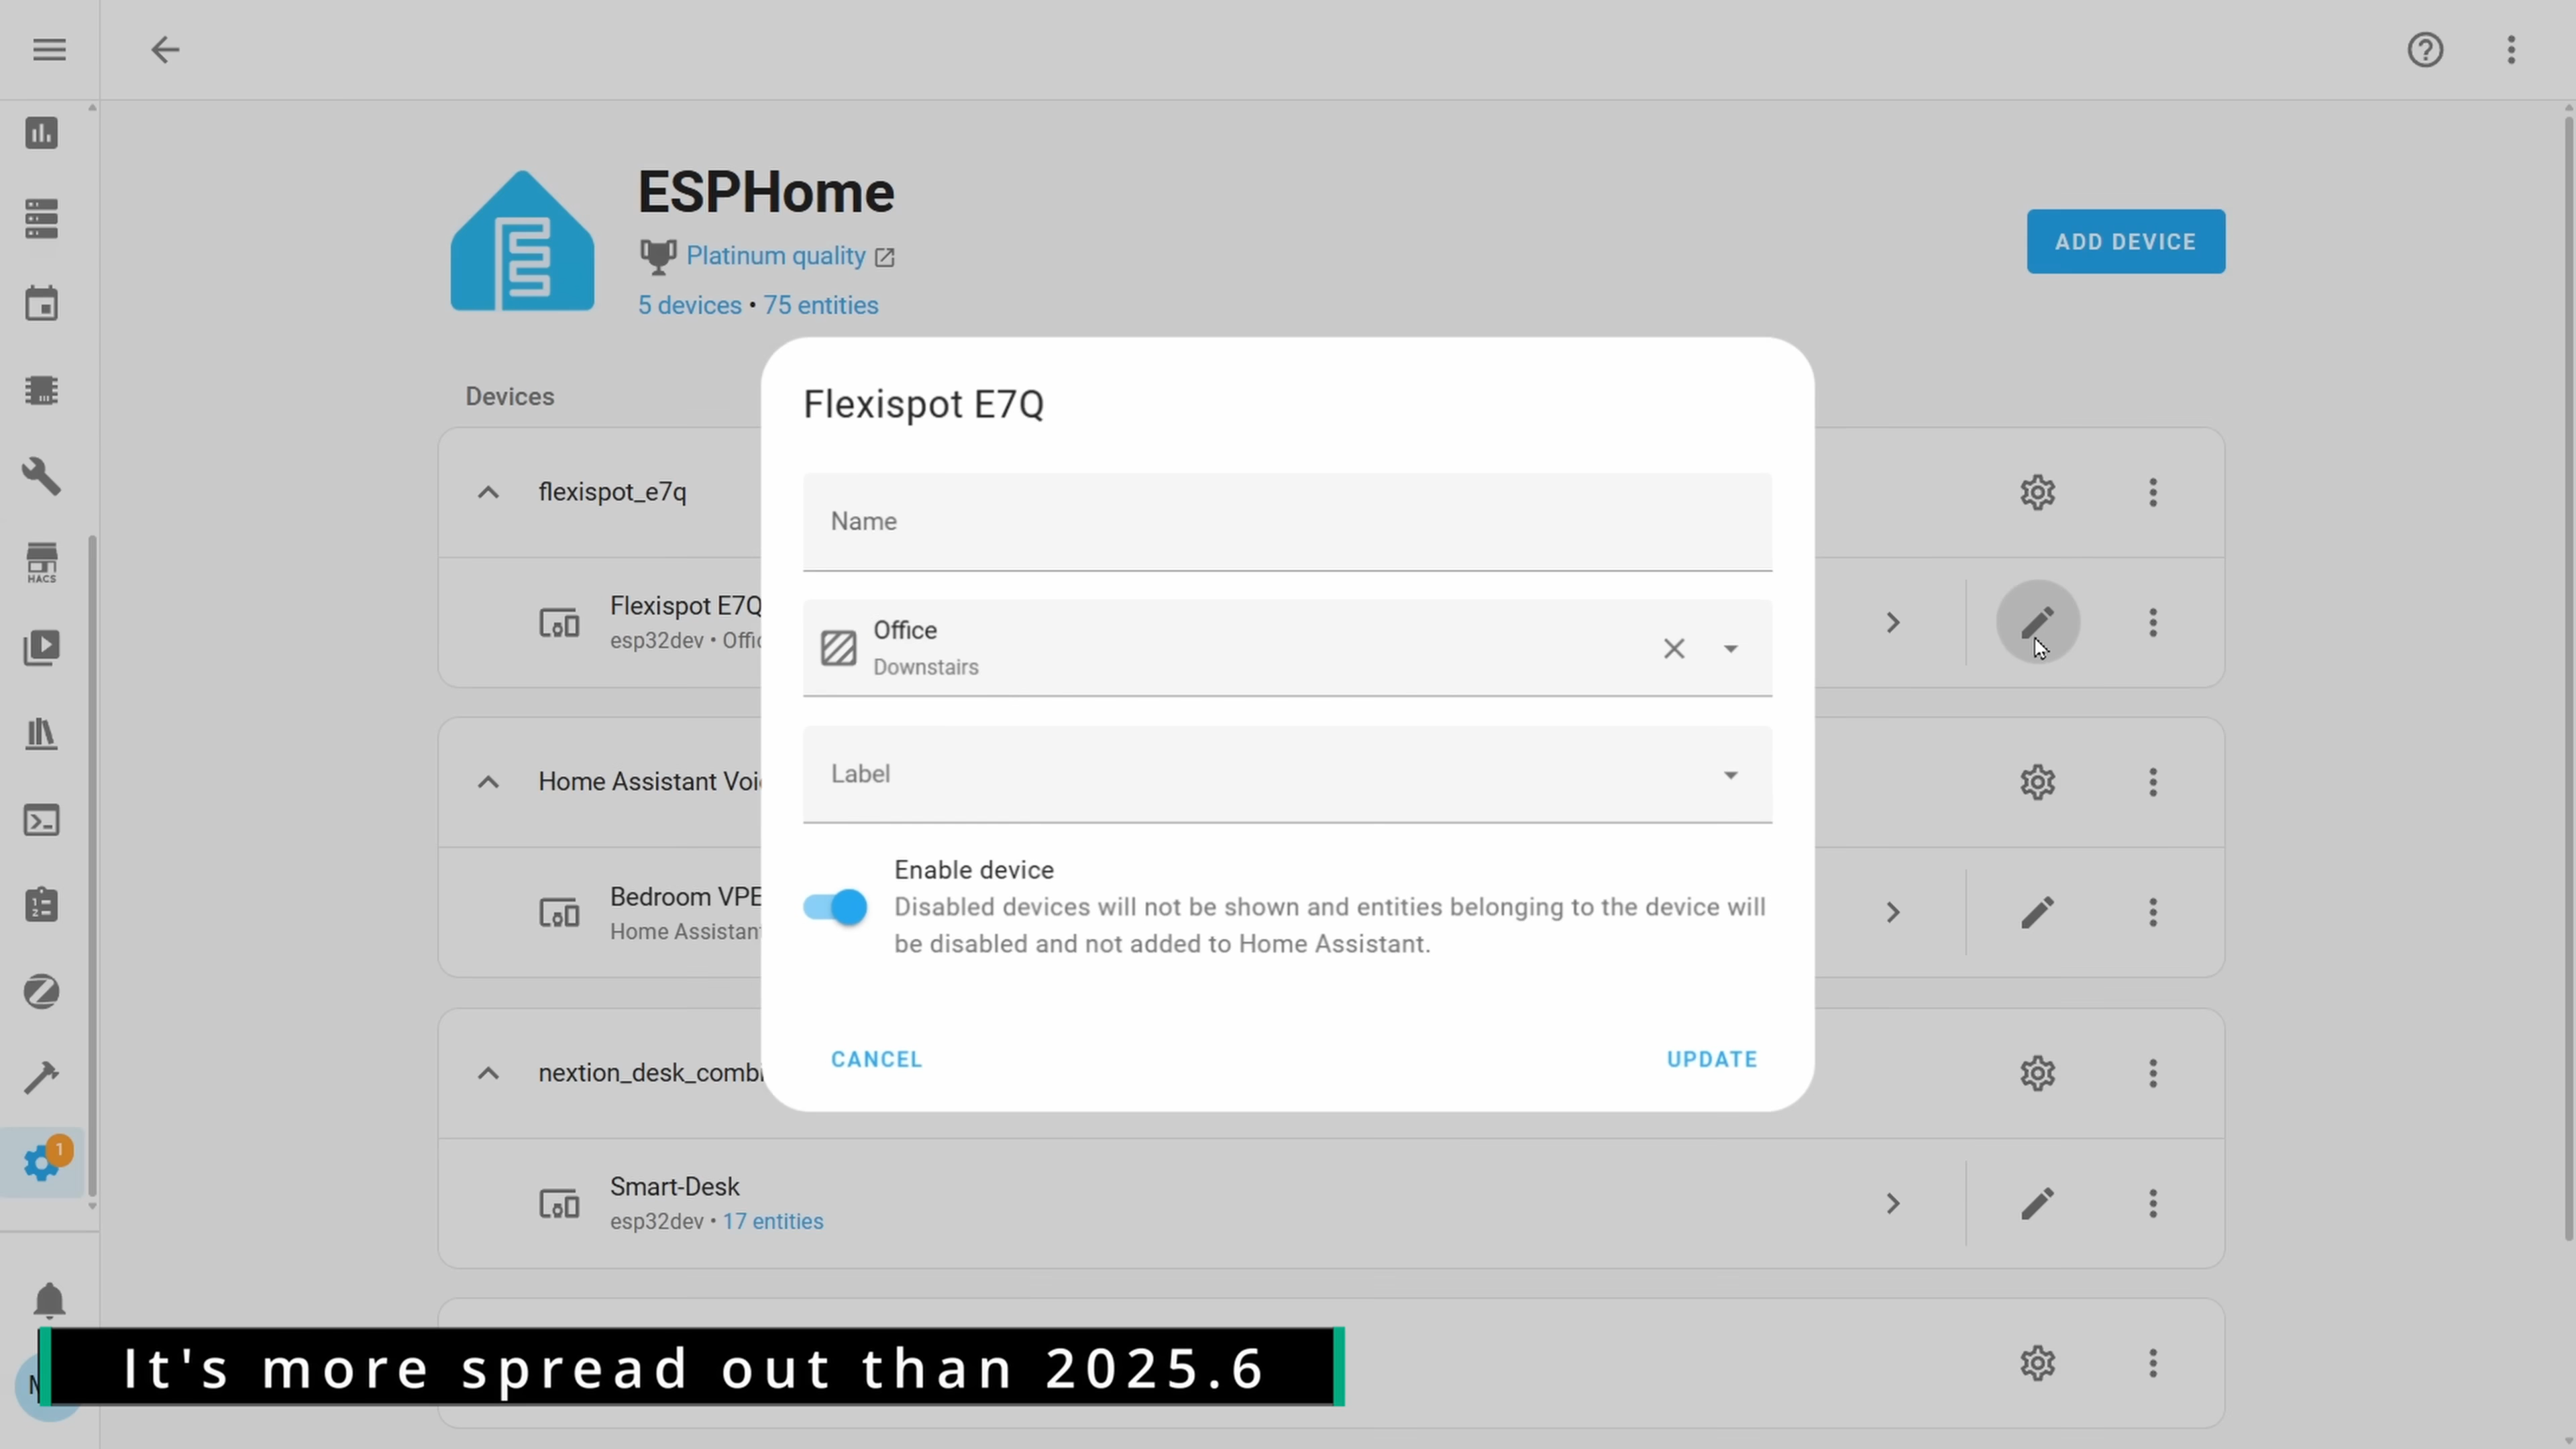 ESPHome
Platinum quality
5 devices • 75 entities
ADD DEVICE
Devices
flexispot_e7q
Flexispot E7Q
esp32dev • Offic
Home Assistant Voi
Bedroom VPE
Home Assistan
nextion_desk_combi
Smart-Desk
esp32dev • 17 entities
HACS
1
Flexispot E7Q
Name
Office
Downstairs
Label
Enable device
Disabled devices will not be shown and entities belonging to the device will
be disabled and not added to Home Assistant.
CANCEL
UPDATE
It's more spread out than 2025.6